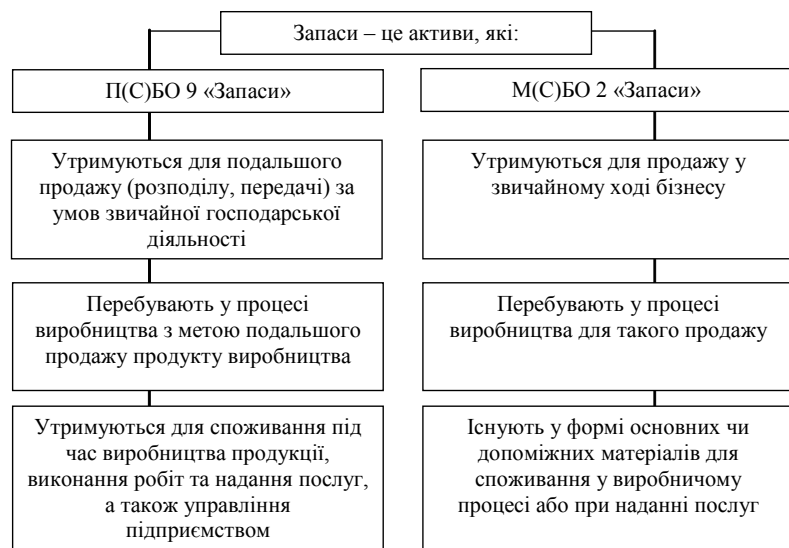 Запаси – це активи, які:
П(С)БО 9 «Запаси»
М(С)БО 2 «Запаси»
Утримуються для подальшого
продажу (розподілу, передачі) за
умов звичайної господарської
діяльності
Утримуються для продажу у
звичайному ході бізнесу
Перебувають у процесі
виробництва з метою подальшого
продажу продукту виробництва
Перебувають у процесі
виробництва для такого продажу
Утримуються для споживання під
час виробництва продукції,
виконання робіт та надання послуг,
а також управління
підприємством
Існують у формі основних чи
допоміжних матеріалів для
споживання у виробничому
процесі або при наданні послуг